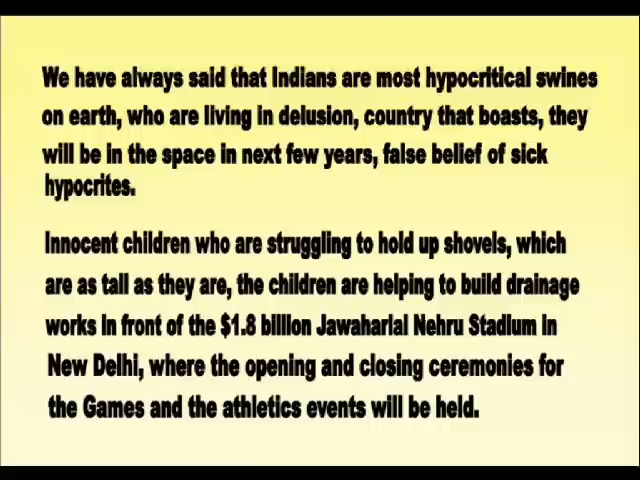 We have always said that Indians are most hypocritical swines
on earth, who are living in delusion, country that boasts, they
will be in the space in next few years, false belief of sick
hypocrites.
Innocent children who are struggling to hold up shovels, which
are as tall as they are, the children are helping to build drainage
works in front of the $1.8 billion Jawaharlal Nehru Stadium in
New Delhi, where the opening and closing ceremonies for
the Games and the athletics events will be held.